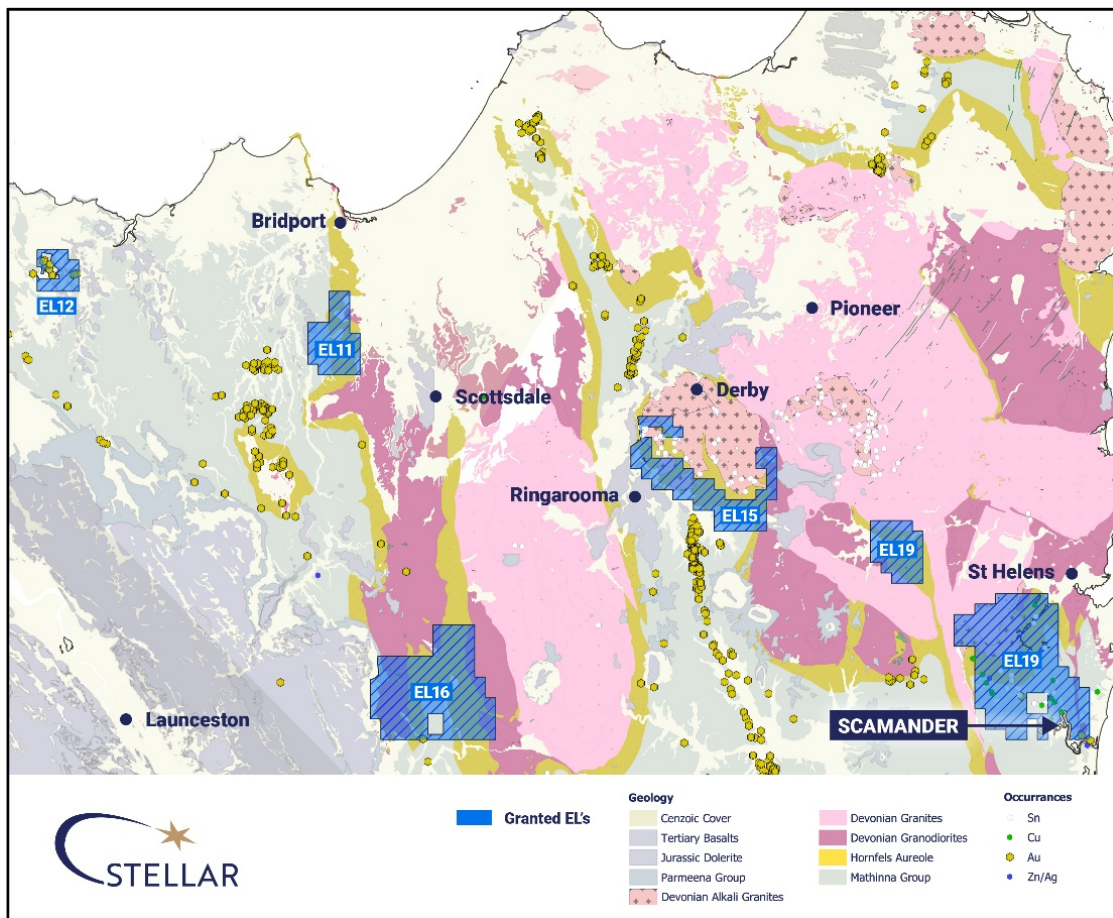 Bridport
EL12
Pioneer
EL11
Scottsdale
Derby
Ringarooma
EL15
EL19
St Helens
EL19
EL16
Launceston
SCAMANDER
STELLAR
Granted EL's
Geology
Cenzoic Cover
Tertiary Basalts
Jurassic Dolerite
Parmeena Group
Devonian Alkali Granites
Devonian Granites
Devonian Granodiorites
Hornfels Aureole
Mathinna Group
Occurrances
Sn
Cu
Au
Zn/Ag